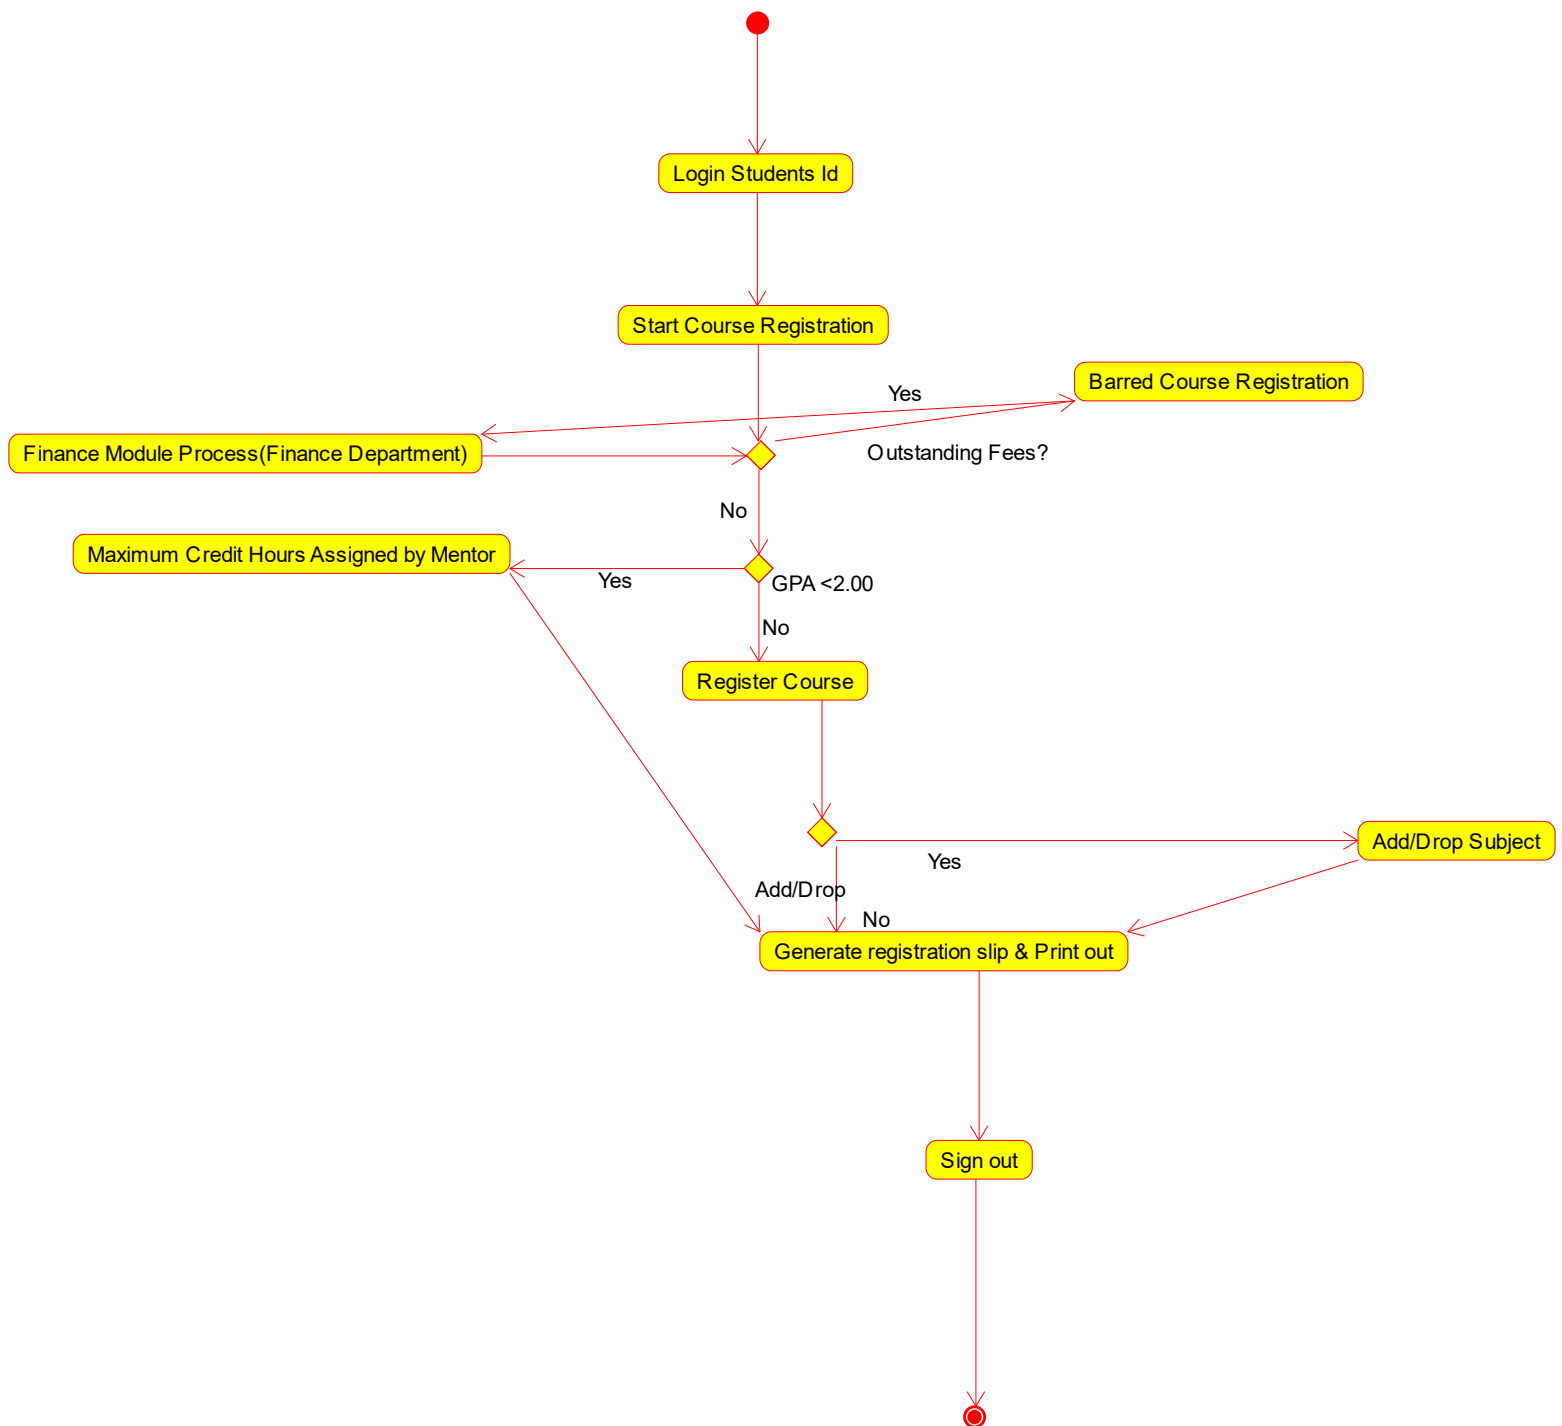 Login Students Id
Start Course Registration
Barred Course Registration
Yes
Finance Module Process(Finance Department)
Outstanding Fees?
No
Maximum Credit Hours Assigned by Mentor
Yes
GPA <2.00
No
Register Course
Add/Drop Subject
Yes
Add/Drop
No
Generate registration slip & Print out
Sign out